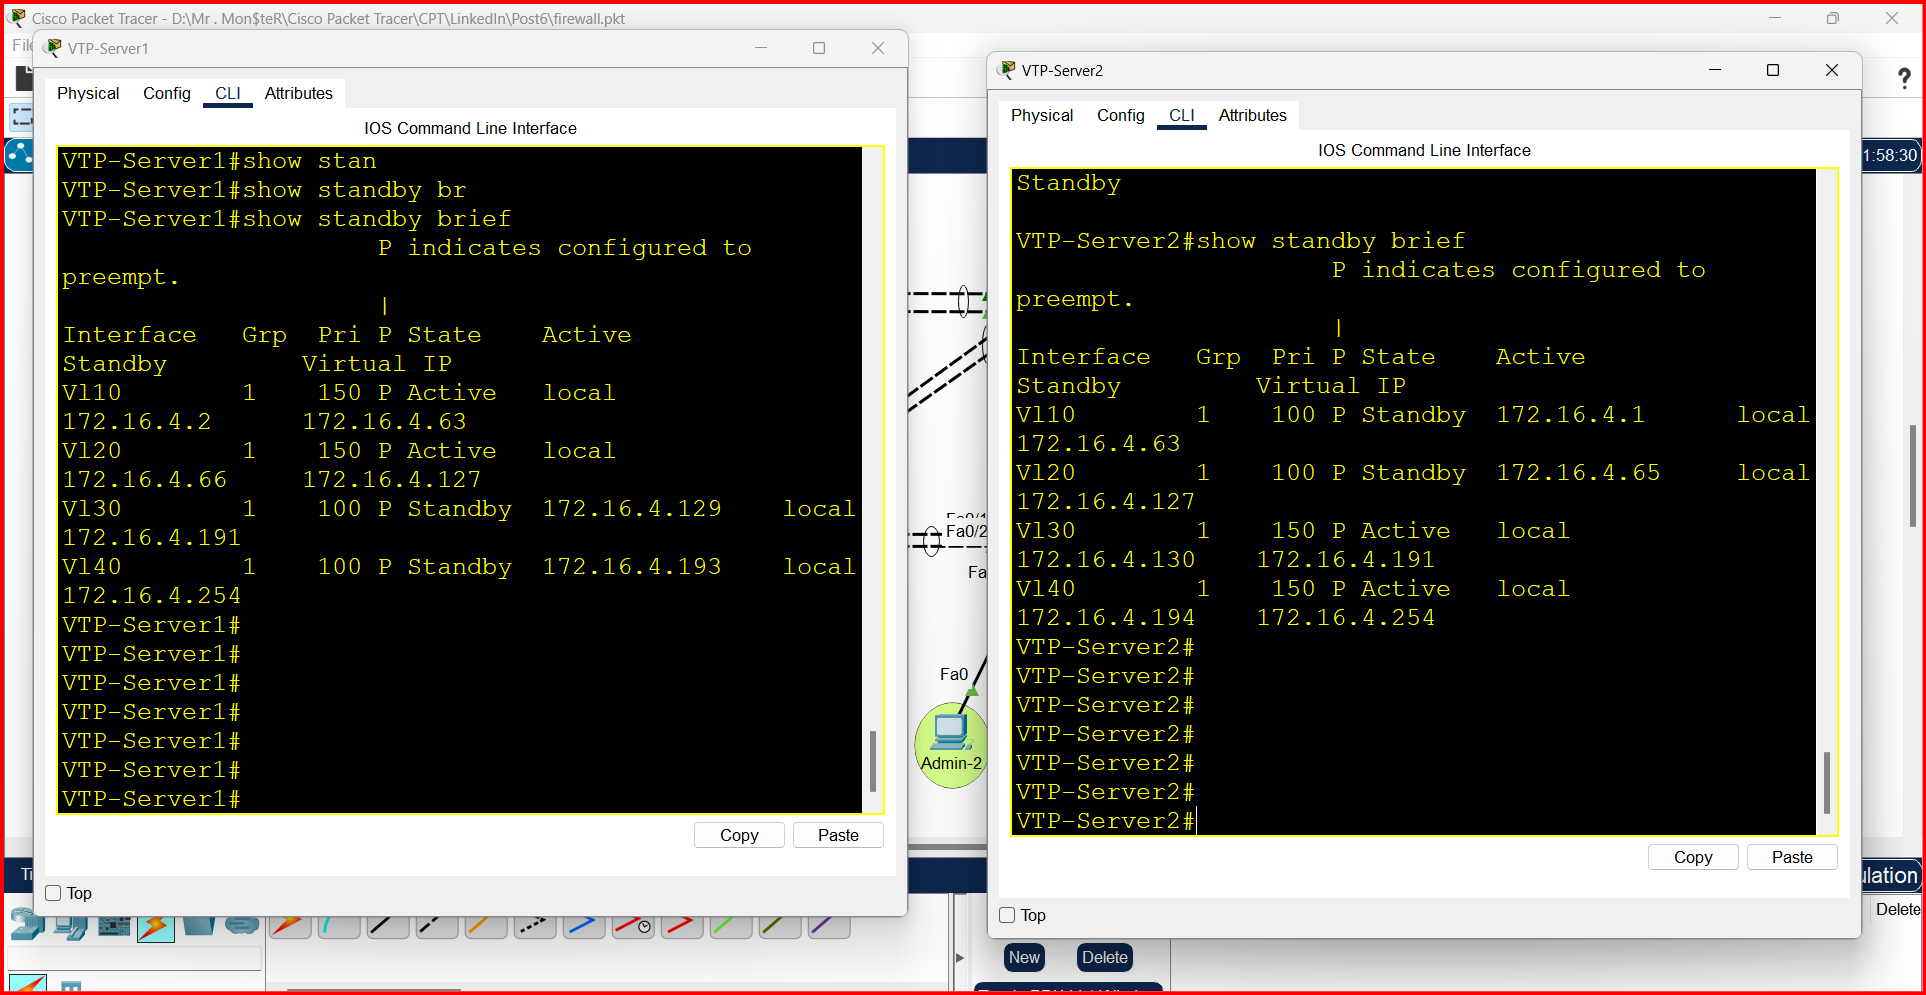 Cisco Packet Tracer - D:\Mr . Mon$teR\Cisco Packet Tracer\CPT\LinkedIn\Post6\firewall.pkt
VTP-Server1
Physical Config CLI Attributes
IOS Command Line Interface
VTP-Server1#show stan
VTP-Server1#show standby br
VTP-Server1#show standby brief
P indicates configured to
preempt.
|
Interface Grp Pri P State Active
Standby Virtual IP
Vl10 1 150 P Active local
172.16.4.2 172.16.4.63
Vl20 1 150 P Active local
172.16.4.66 172.16.4.127
Vl30 1 100 P Standby 172.16.4.129 local
172.16.4.191
Vl40 1 100 P Standby 172.16.4.193 local
172.16.4.254
VTP-Server1#
VTP-Server1#
VTP-Server1#
VTP-Server1#
VTP-Server1#
VTP-Server1#
VTP-Server1#
Copy Paste
Top
VTP-Server2
Physical Config CLI Attributes
IOS Command Line Interface
Standby
VTP-Server2#show standby brief
P indicates configured to
preempt.
|
Interface Grp Pri P State Active
Standby Virtual IP
Vl10 1 100 P Standby 172.16.4.1 local
172.16.4.63
Vl20 1 100 P Standby 172.16.4.65 local
172.16.4.127
Vl30 1 150 P Active local
172.16.4.130 172.16.4.191
Vl40 1 150 P Active local
172.16.4.194 172.16.4.254
VTP-Server2#
VTP-Server2#
VTP-Server2#
VTP-Server2#
VTP-Server2#
VTP-Server2#
VTP-Server2#
Copy Paste
Top
?
1:58:30
Fa0/2
Fa
Fa0
Admin-2
Delete
New Delete